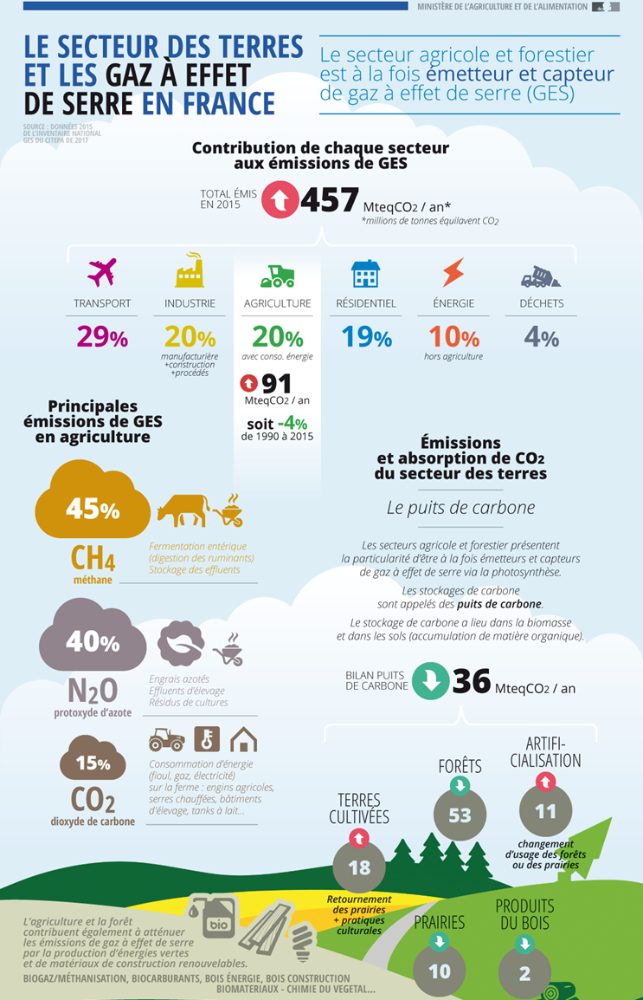 MINISTÈRE DE L'AGRICULTURE ET DE L'ALIMENTATION
LE SECTEUR DES TERRES
ET LES GAZ À EFFET
DE SERRE EN FRANCE
Le secteur agricole et forestier
est à la fois émetteur et capteur
de gaz à effet de serre (GES)
SOURCE : DONNÉES 2015
DE L'INVENTAIRE NATIONAL
GES DU CITEPA DE 2017
Contribution de chaque secteur
aux émissions de GES
TOTAL ÉMIS
EN 2015
457 MteqCO2 / an*
*millions de tonnes équilavent CO2
TRANSPORT
29%
INDUSTRIE
20%
manufacturière
+construction
+procédés
AGRICULTURE
20%
avec conso. énergie
91
MteqCO2 / an
soit -4%
de 1990 à 2015
RÉSIDENTIEL
19%
ÉNERGIE
10%
hors agriculture
DÉCHETS
4%
Principales
émissions de GES
en agriculture
45%
CH4
méthane
Fermentation entérique
(digestion des ruminants)
Stockage des effluents
40%
N2O
protoxyde d'azote
Engrais azotés
Effluents d'élevage
Résidus de cultures
15%
CO2
dioxyde de carbone
Consommation d'énergie
(fioul, gaz, électricité)
sur la ferme : engins agricoles,
serres chauffées, bâtiments
d'élevage, tanks à lait...
Émissions
et absorption de CO2
du secteur des terres
Le puits de carbone
Les secteurs agricole et forestier présentent
la particularité d'être à la fois émetteurs et capteurs
de gaz à effet de serre via la photosynthèse.
Les stockages de carbone
sont appelés des puits de carbone.
Le stockage de carbone a lieu dans la biomasse
et dans les sols (accumulation de matière organique).
BILAN PUITS
DE CARBONE
36 MteqCO2 / an
TERRES
CULTIVÉES
18
Retournement
des prairies
+ pratiques
culturales
FORÊTS
53
ARTIFI-
CIALISATION
11
changement
d'usage des forêts
ou des prairies
PRAIRIES
10
PRODUITS
DU BOIS
2
bio
L'agriculture et la forêt
contribuent également à atténuer
les émissions de gaz à effet de serre
par la production d'énergies vertes
et de matériaux de construction renouvelables.
BIOGAZ/MÉTHANISATION, BIOCARBURANTS, BOIS ÉNERGIE, BOIS CONSTRUCTION
BIOMATERIAUX - CHIMIE DU VEGETAL...